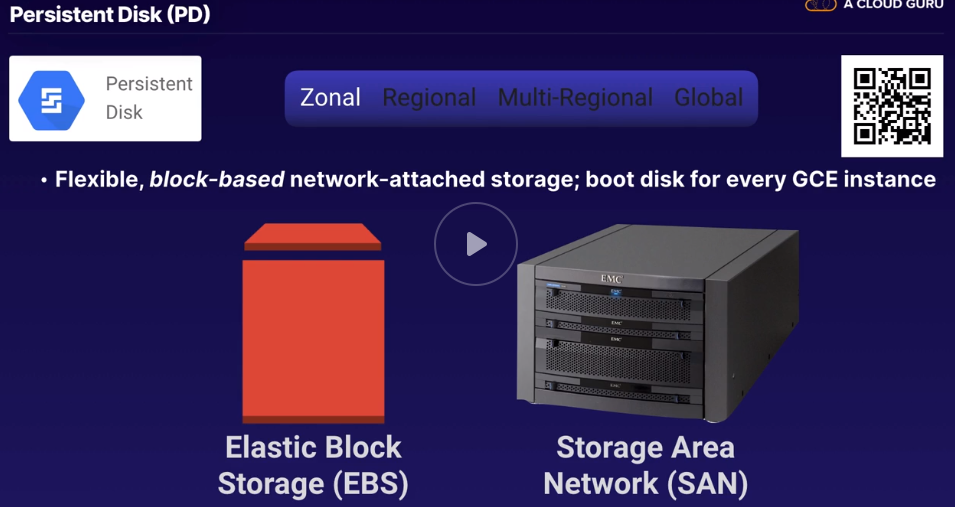 Persistent Disk (PD)
A CLOUD GURU
Persistent
Disk
Zonal Regional Multi-Regional Global
• Flexible, block-based network-attached storage; boot disk for every GCE instance
EMC²
Elastic Block
Storage (EBS)
Storage Area
Network (SAN)